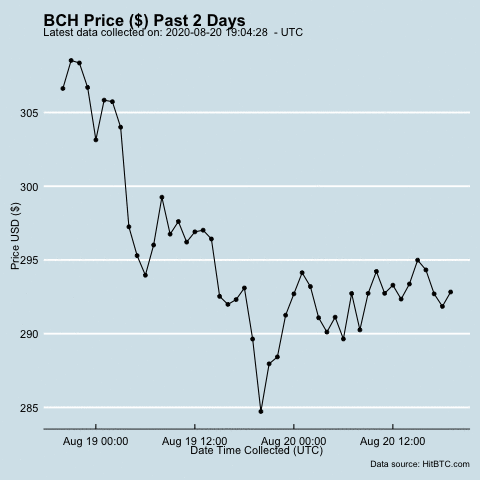 BCH Price ($) Past 2 Days
Latest data collected on: 2020-08-20 19:04:28 - UTC
305
300
295
290
285
Price USD ($)
Aug 19 00:00 Aug 19 12:00 Aug 20 00:00 Aug 20 12:00
Date Time Collected (UTC)
Data source: HitBTC.com